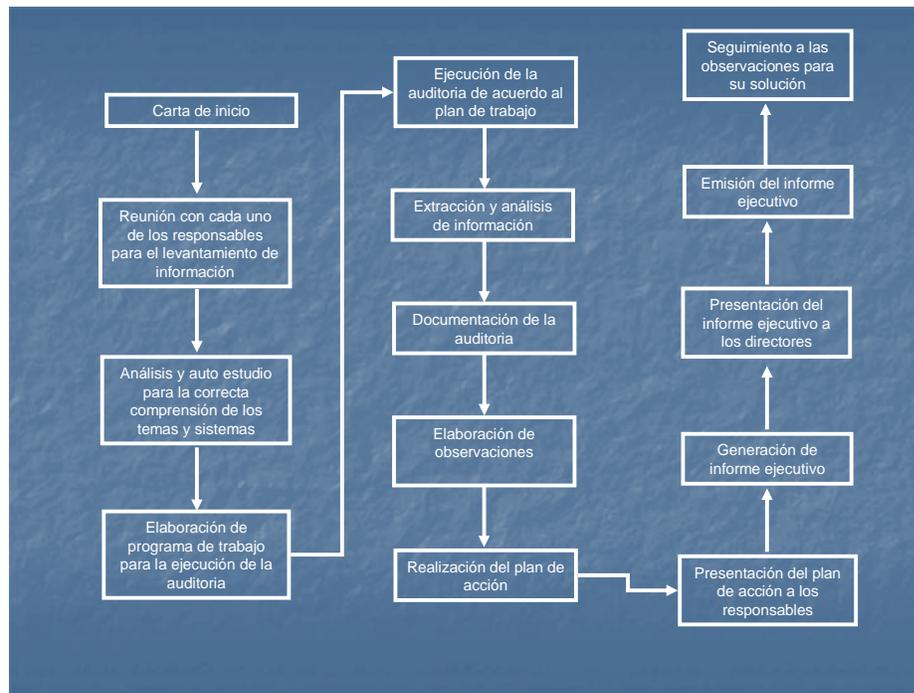 Carta de inicio
Reunión con cada uno
de los responsables
para el levantamiento de
información
Análisis y auto estudio
para la correcta
comprensión de los
temas y sistemas
Elaboración de
programa de trabajo
para la ejecución de la
auditoria
Ejecución de la
auditoria de acuerdo al
plan de trabajo
Extracción y análisis
de información
Documentación de la
auditoria
Elaboración de
observaciones
Realización del plan de
acción
Presentación del plan
de acción a los
responsables
Generación de
informe ejecutivo
Presentación del
informe ejecutivo a
los directores
Emisión del informe
ejecutivo
Seguimiento a las
observaciones para
su solución